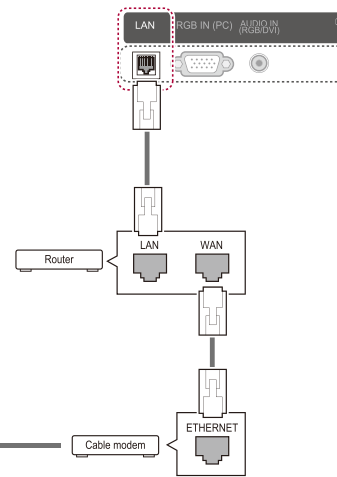 LAN RGB IN (PC) AUDIO IN
(RGB/DVI)
LAN WAN
Router
ETHERNET
Cable modem